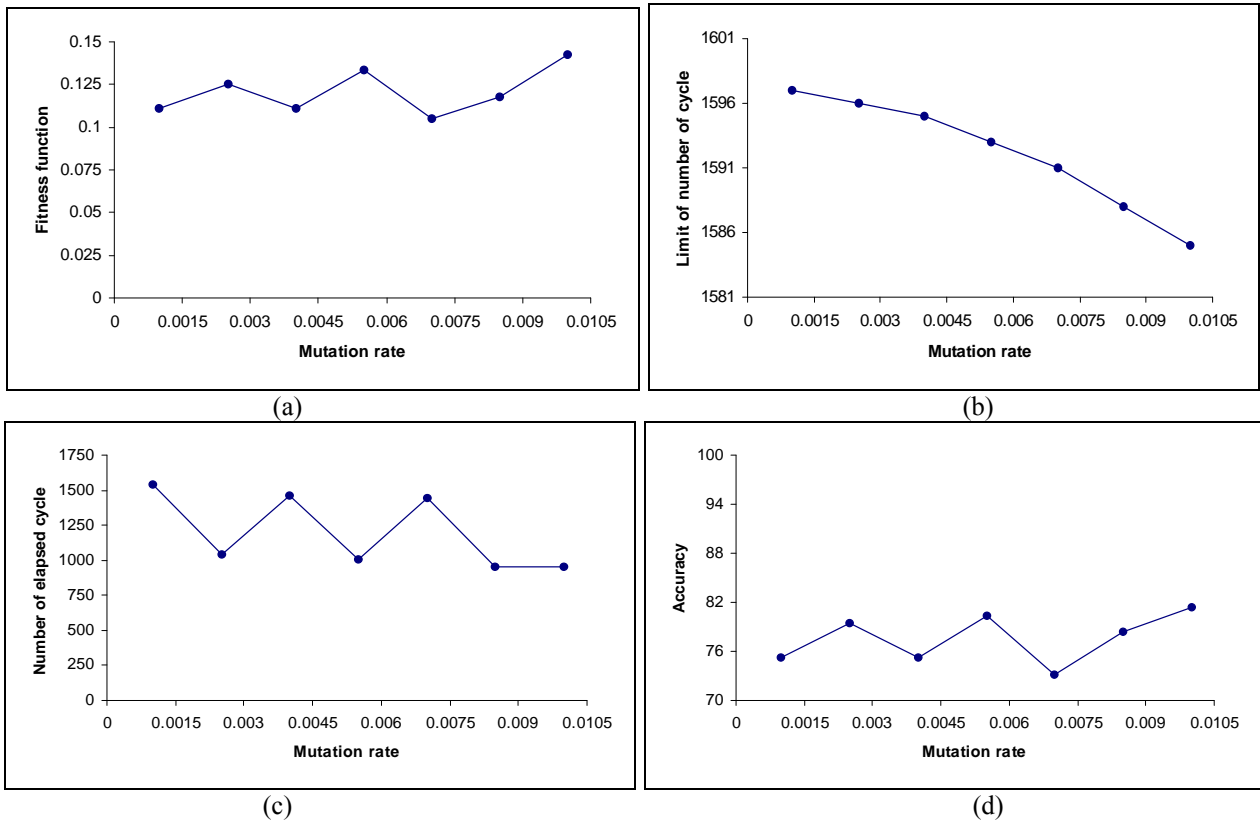 0.15
0.125
0.1
0.075
0.05
0.025
0
Fitness function
0 0.0015 0.003 0.0045 0.006 0.0075 0.009 0.0105
Mutation rate
(a)
1601
1596
1591
1586
1581
Limit of number of cycle
0 0.0015 0.003 0.0045 0.006 0.0075 0.009 0.0105
Mutation rate
(b)
1750
1500
1250
1000
750
500
250
0
Number of elapsed cycle
0 0.0015 0.003 0.0045 0.006 0.0075 0.009 0.0105
Mutation rate
(c)
100
94
88
82
76
70
Accuracy
0 0.0015 0.003 0.0045 0.006 0.0075 0.009 0.0105
Mutation rate
(d)